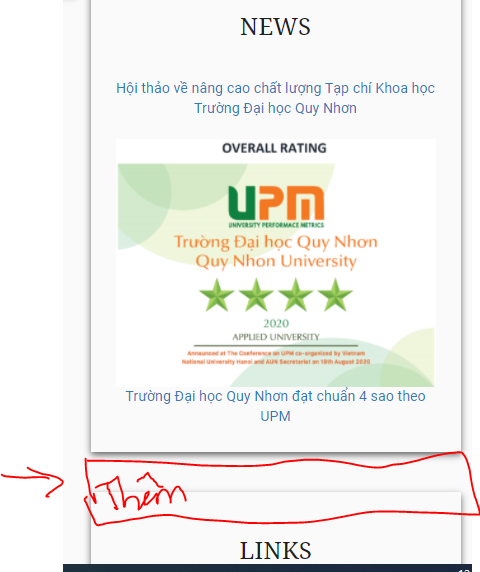 NEWS
Hội thảo về nâng cao chất lượng Tạp chí Khoa học
Trường Đại học Quy Nhơn
OVERALL RATING
UPM
UNIVERSITY PERFORMACE METRICS
Trường Đại học Quy Nhơn
Quy Nhon University
2020
APPLIED UNIVERSITY
Announced at The Conference on UPM co-organized by Vietnam
National University Hanoi and AUN Secretariat on 18th August 2020
Trường Đại học Quy Nhơn đạt chuẩn 4 sao theo
UPM
Thêm
LINKS